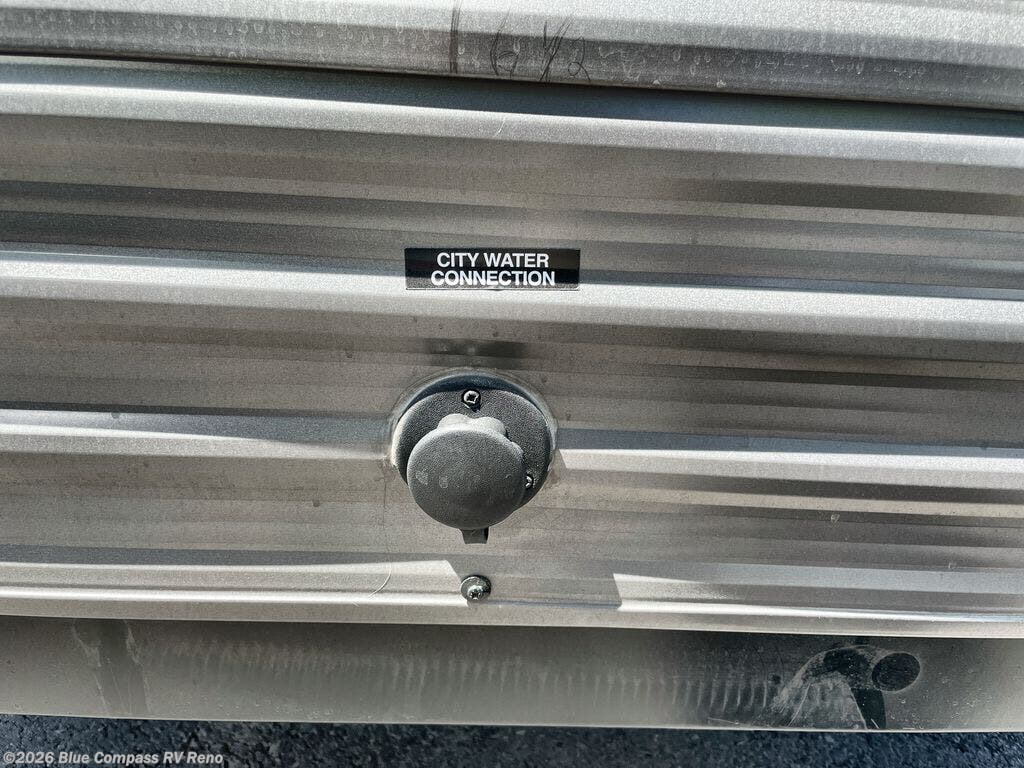 CITY WATER
CONNECTION
©2026 Blue Compass RV Reno